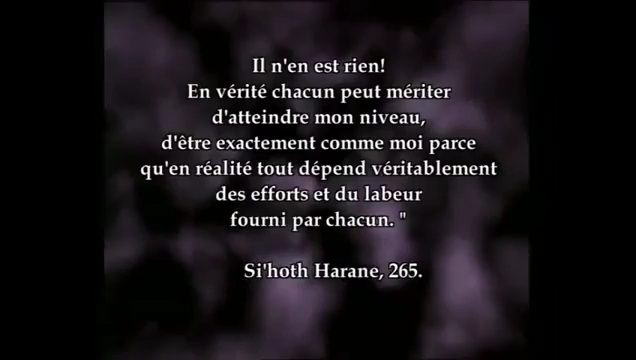 Il n'en est rien!
En vérité chacun peut mériter
d'atteindre mon niveau,
d'être exactement comme moi parce
qu'en réalité tout dépend véritablement
des efforts et du labeur
fourni par chacun. "
Si'hoth Harane, 265.